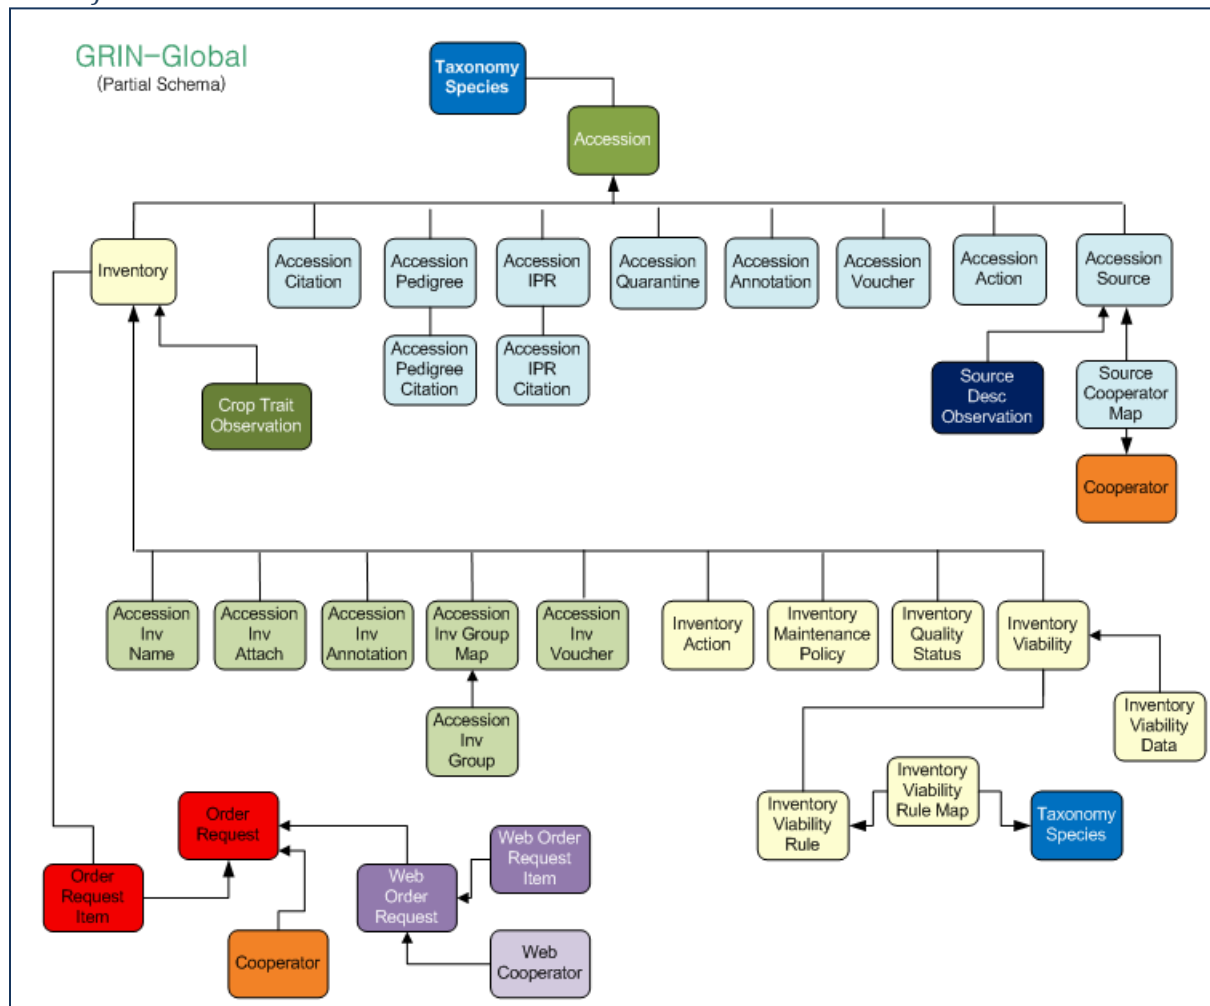 GRIN-Global
(Partial Schema)
Taxonomy
Species
Accession
Inventory
Accession
Citation
Accession
Pedigree
Accession
IPR
Accession
Quarantine
Accession
Annotation
Accession
Voucher
Accession
Action
Accession
Source
Accession
Pedigree
Citation
Accession
IPR
Citation
Crop Trait
Observation
Source
Desc
Observation
Source
Cooperator
Map
Cooperator
Accession
Inv
Name
Accession
Inv
Attach
Accession
Inv
Annotation
Accession
Inv Group
Map
Accession
Inv
Voucher
Inventory
Action
Inventory
Maintenance
Policy
Inventory
Quality
Status
Inventory
Viability
Accession
Inv
Group
Inventory
Viability
Data
Inventory
Viability
Rule Map
Inventory
Viability
Rule
Taxonomy
Species
Order
Request
Web Order
Request
Item
Order
Request
Item
Web
Order
Request
Cooperator
Web
Cooperator